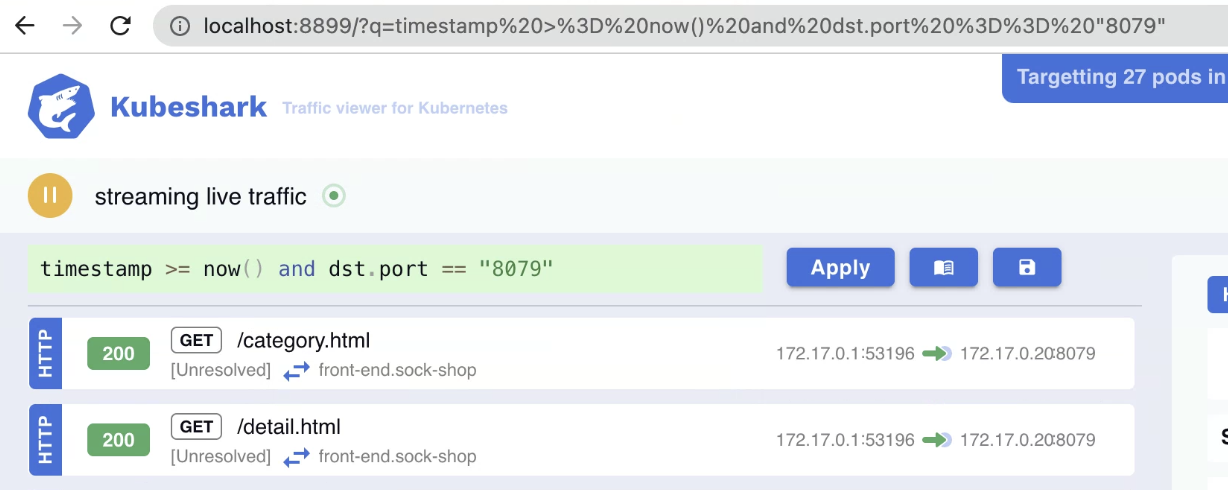 localhost:8899/?q=timestamp%20>%3D%20now()%20and%20dst.port%20%3D%3D%20"8079"
Targetting 27 pods in
Kubeshark Traffic viewer for Kubernetes
streaming live traffic
timestamp >= now() and dst.port == "8079"
Apply
HTTP
200
GET /category.html
[Unresolved] front-end.sock-shop
172.17.0.1:53196 172.17.0.20:8079
HTTP
200
GET /detail.html
[Unresolved] front-end.sock-shop
172.17.0.1:53196 172.17.0.20:8079